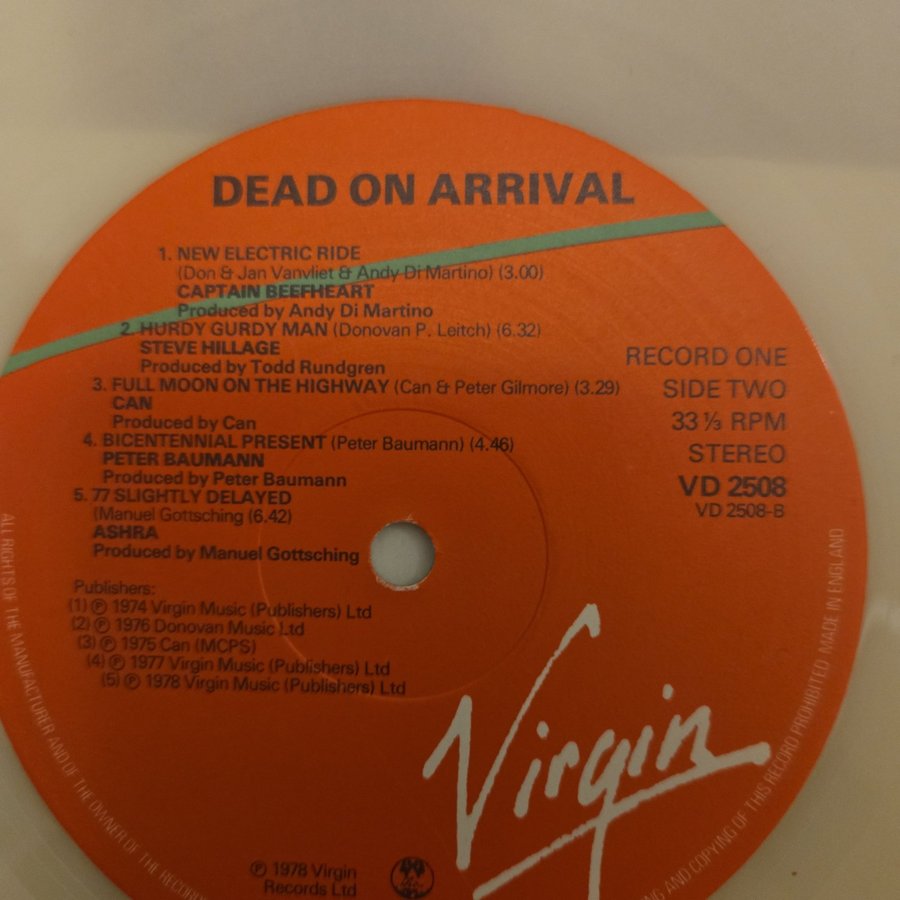 DEAD ON ARRIVAL
1. NEW ELECTRIC RIDE
(Don & Jan Vanvliet & Andy Di Martino) (3.00)
CAPTAIN BEEFHEART
Produced by Andy Di Martino
2. HURDY GURDY MAN (Donovan P. Leitch) (6.32)
STEVE HILLAGE
Produced by Todd Rundgren
3. FULL MOON ON THE HIGHWAY (Can & Peter Gilmore) (3.29)
CAN
Produced by Can
4. BICENTENNIAL PRESENT (Peter Baumann) (4.46)
PETER BAUMANN
Produced by Peter Baumann
5. 77 SLIGHTLY DELAYED
(Manuel Gottsching (6.42)
ASHRA
Produced by Manuel Gottsching
RECORD ONE
SIDE TWO
33 ⅓ RPM
STEREO
VD 2508
VD 2508-B
Publishers:
(1) ℗ 1974 Virgin Music (Publishers) Ltd
(2) ℗ 1976 Donovan Music Ltd
(3) ℗ 1975 Can (MCPS)
(4) ℗ 1977 Virgin Music (Publishers) Ltd
(5) ℗ 1978 Virgin Music (Publishers) Ltd
Virgin
℗ 1978 Virgin
Records Ltd
ALL RIGHTS OF THE MANUFACTURER AND OF THE OWNER OF THE RECORD
AND COPYING OF THIS RECORD PROHIBITED MADE IN ENGLAND